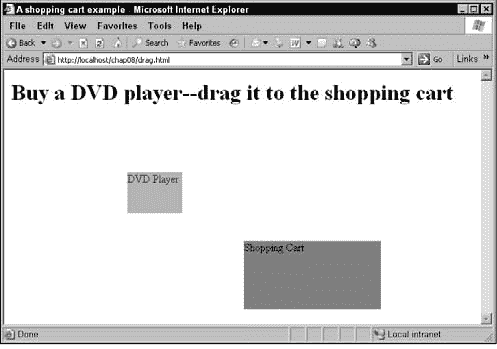 A shopping cart example - Microsoft Internet Explorer
File Edit View Favorites Tools Help
Back Search Favorites
Address http://localhost/chap08/drag.html Go Links »
Buy a DVD player--drag it to the shopping cart
DVD Player
Shopping Cart
Done Local intranet